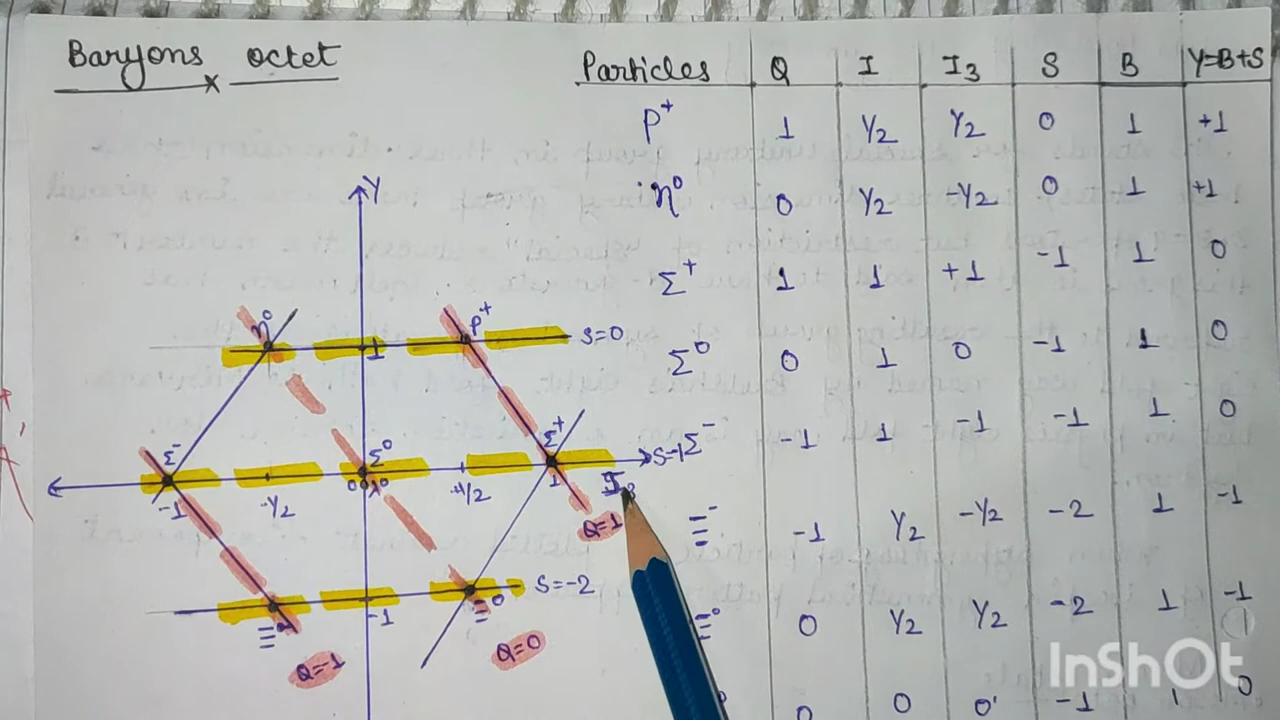 Baryons octet
Particles Q I I3 S B Y=B+S
P+ 1 1/2 1/2 0 1 +1
n0 0 1/2 -1/2 0 1 +1
Σ+ 1 1 +1 -1 1 0
Σ0 0 1 0 -1 1 0
Σ- -1 1 -1 -1 1 0
Ξ- -1 1/2 -1/2 -2 1 -1
Ξ0 0 1/2 1/2 -2 1 -1
0 0 0 0 -1 1 0
Y
n0 P+ S=0
1
Σ- Σ0 Σ+ S=-1
-1 -1/2 0 Λ0 +1/2 1 I3
Q=1
S=-2
-1
Ξ Ξ0
Q=-1 Q=0
InShOt